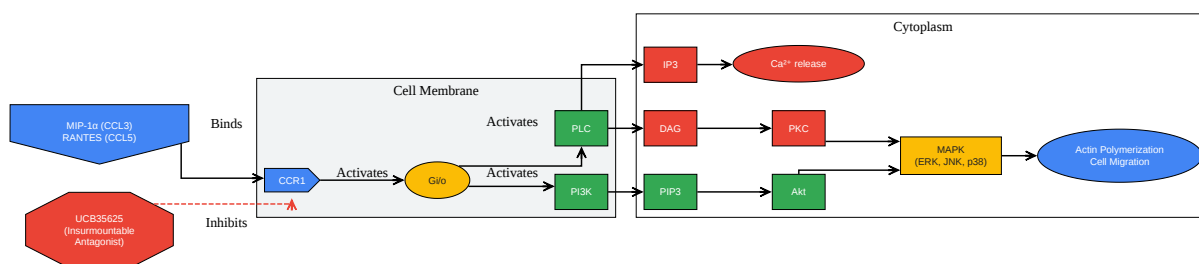 Cytoplasm
IP3
Ca²⁺ release
Cell Membrane
MIP-1α (CCL3)
RANTES (CCL5)
Binds
Activates
PLC
DAG
PKC
MAPK
(ERK, JNK, p38)
Actin Polymerization
Cell Migration
CCR1
Activates
Gi/o
Activates
PI3K
PIP3
Akt
UCB35625
(Insurmountable
Antagonist)
Inhibits